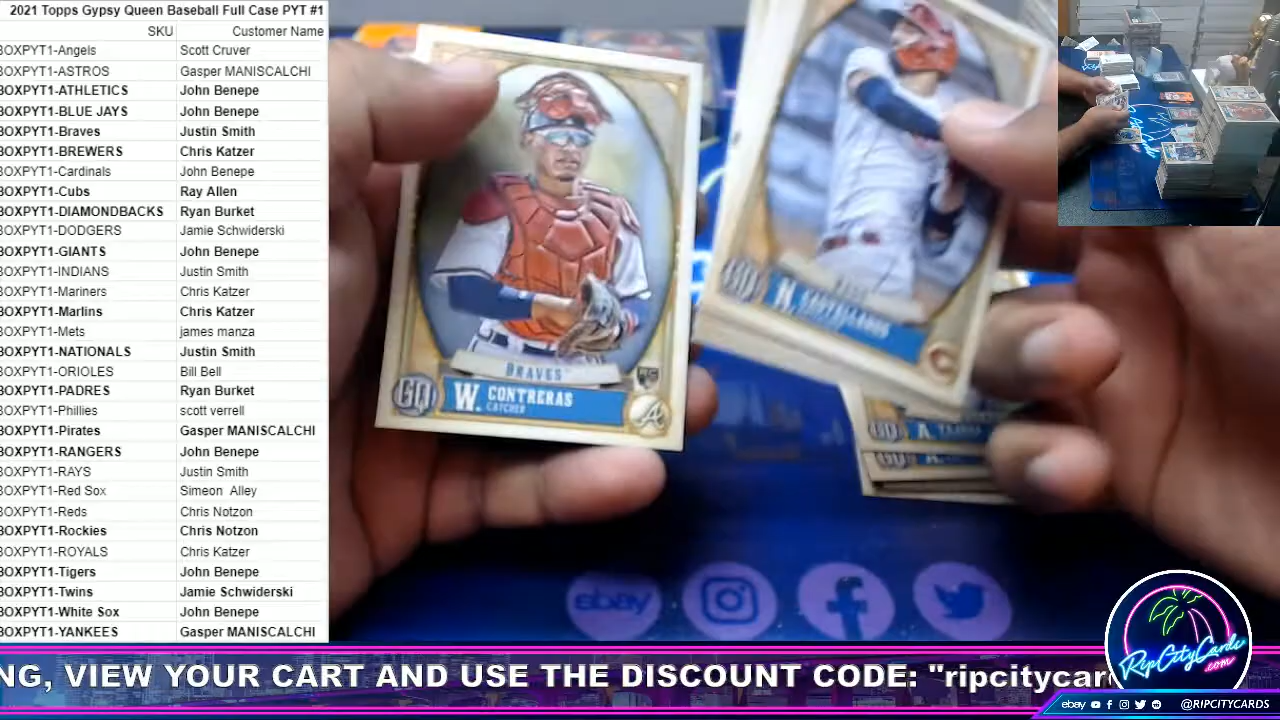 2021 Topps Gypsy Queen Baseball Full Case PYT #1
SKU Customer Name
BOXPYT1-Angels Scott Cruver
BOXPYT1-ASTROS Gasper MANISCALCHI
BOXPYT1-ATHLETICS John Benepe
BOXPYT1-BLUE JAYS John Benepe
BOXPYT1-Braves Justin Smith
BOXPYT1-BREWERS Chris Katzer
BOXPYT1-Cardinals John Benepe
BOXPYT1-Cubs Ray Allen
BOXPYT1-DIAMONDBACKS Ryan Burket
BOXPYT1-DODGERS Jamie Schwiderski
BOXPYT1-GIANTS John Benepe
BOXPYT1-INDIANS Justin Smith
BOXPYT1-Mariners Chris Katzer
BOXPYT1-Marlins Chris Katzer
BOXPYT1-Mets james manza
BOXPYT1-NATIONALS Justin Smith
BOXPYT1-ORIOLES Bill Bell
BOXPYT1-PADRES Ryan Burket
BOXPYT1-Phillies scott verrell
BOXPYT1-Pirates Gasper MANISCALCHI
BOXPYT1-RANGERS John Benepe
BOXPYT1-RAYS Justin Smith
BOXPYT1-Red Sox Simeon Alley
BOXPYT1-Reds Chris Notzon
BOXPYT1-Rockies Chris Notzon
BOXPYT1-ROYALS Chris Katzer
BOXPYT1-Tigers John Benepe
BOXPYT1-Twins Jamie Schwiderski
BOXPYT1-White Sox John Benepe
BOXPYT1-YANKEES Gasper MANISCALCHI
BRAVES
RC
GQ W. CONTRERAS
CATCHER
A
GQ N.
C
GQ A.
ebay
RipCityCards
.com
NG, VIEW YOUR CART AND USE THE DISCOUNT CODE: "ripcitycar
ebay @RIPCITYCARDS